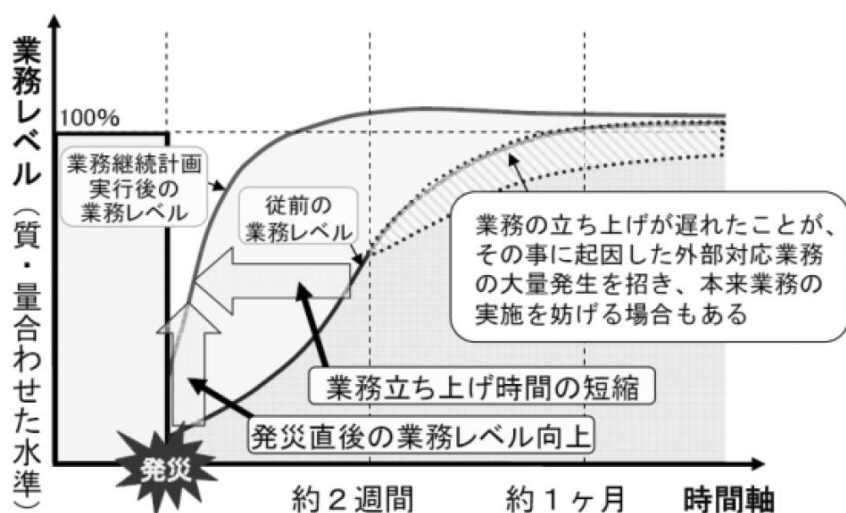 業務レベル（質・量合わせた水準）
100%
業務継続計画
実行後の
業務レベル
従前の
業務レベル
業務の立ち上げが遅れたことが、
その事に起因した外部対応業務
の大量発生を招き、本来業務の
実施を妨げる場合もある
業務立ち上げ時間の短縮
発災直後の業務レベル向上
発災
約２週間
約１ヶ月
時間軸